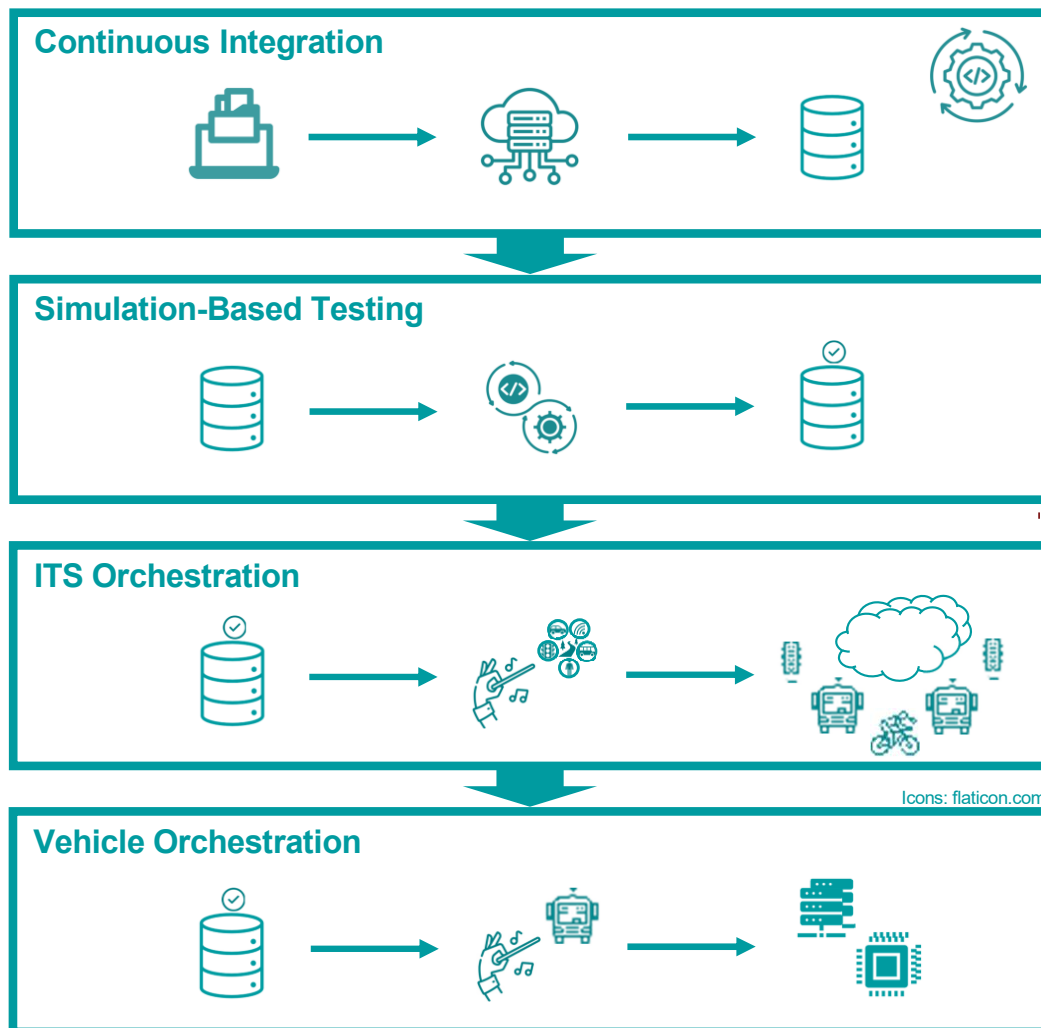 Continuous Integration
Simulation-Based Testing
ITS Orchestration
Icons: flaticon.com
Vehicle Orchestration